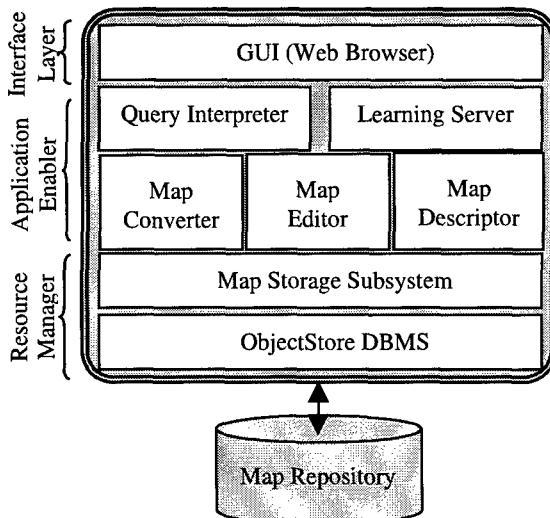 Interface
Layer
GUI (Web Browser)
Application
Enabler
Query Interpreter
Learning Server
Map
Converter
Map
Editor
Map
Descriptor
Resource
Manager
Map Storage Subsystem
ObjectStore DBMS
Map Repository